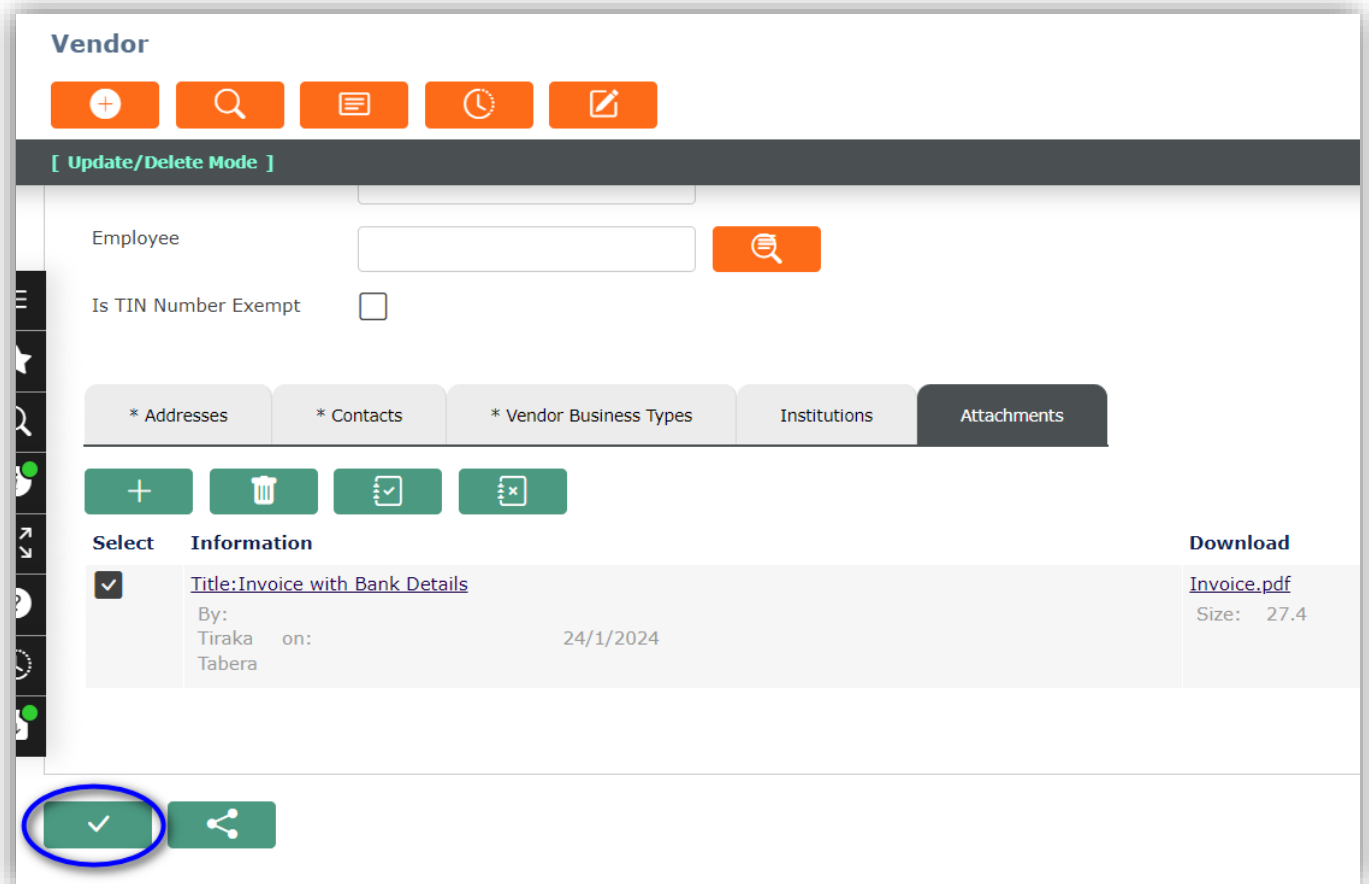 Vendor
[ Update/Delete Mode ]
Employee
Is TIN Number Exempt
* Addresses * Contacts * Vendor Business Types Institutions Attachments
Select Information Download
Title:Invoice with Bank Details Invoice.pdf
By: Size: 27.4
Tiraka on: 24/1/2024
Tabera